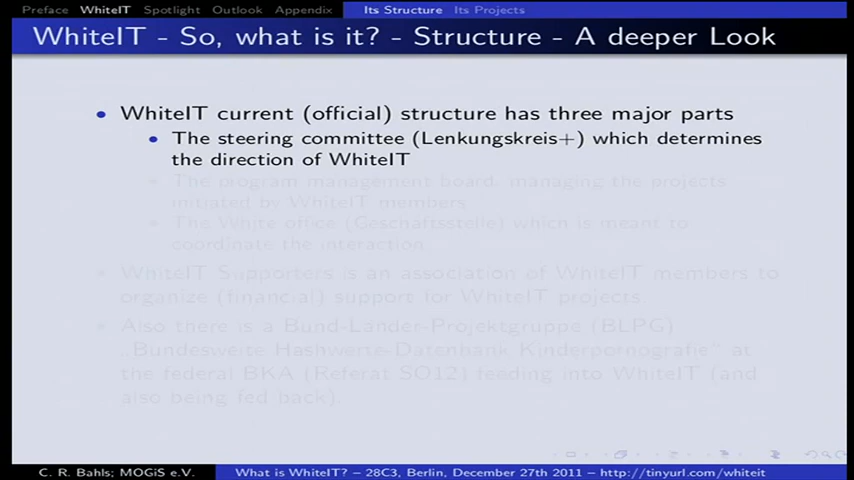 Preface WhiteIT Spotlight Outlook Appendix Its Structure Its Projects
WhiteIT - So, what is it? - Structure - A deeper Look
• WhiteIT current (official) structure has three major parts
• The steering committee (Lenkungskreis+) which determines
the direction of WhiteIT
• The program management board, managing the projects
initiated by WhiteIT members
• The White office (Geschäftsstelle) which is meant to
coordinate the interaction
• WhiteIT Supporters is an association of WhiteIT members to
organize (financial) support for WhiteIT projects
• Also there is a Bund-Länder-Projektgruppe (BLPG)
„Bundesweite Hashwerte-Datenbank Kinderpornografie“ at
the federal BKA (Referat SO12) feeding into WhiteIT (and
also being fed back).
C. R. Bahls; MOGiS e.V. What is WhiteIT? – 28C3, Berlin, December 27th 2011 – http://tinyurl.com/whiteit